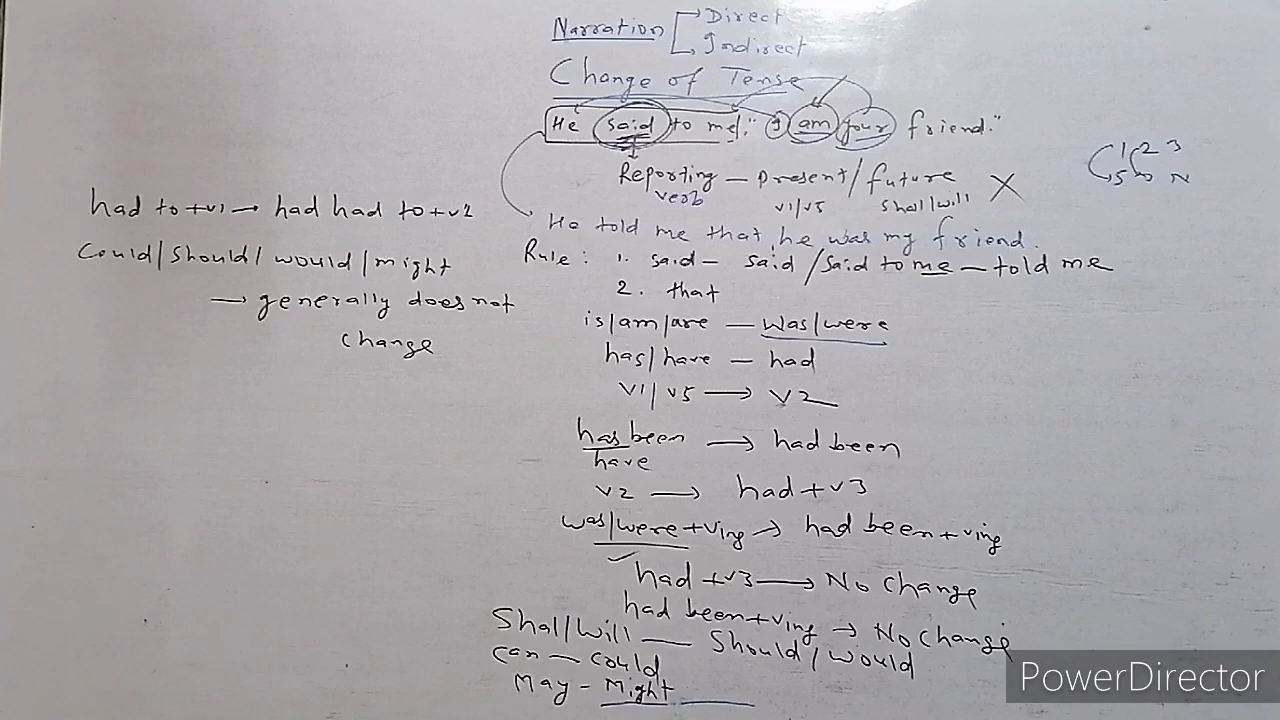 Narration
Direct
Indirect
Change of Tense
He said to me," I am your friend."
1 2 3
S O N
Reporting verb - Present/future X
V1/V5 Shall/will
He told me that he was my friend.
Rule: 1. said - said/said to me - told me
2. that
is/am/are - was/were
has/have - had
V1/V5 → V2
has been → had been
have
V2 → had + V3
was/were + Ving → had been + ving
had + V3 → No Change
had been + ving → No Change
Shall/will - Should/would
Can - Could
May - Might
had to + V1 → had had to + V2
Could/Should/would/might
→ generally does not
change
PowerDirector